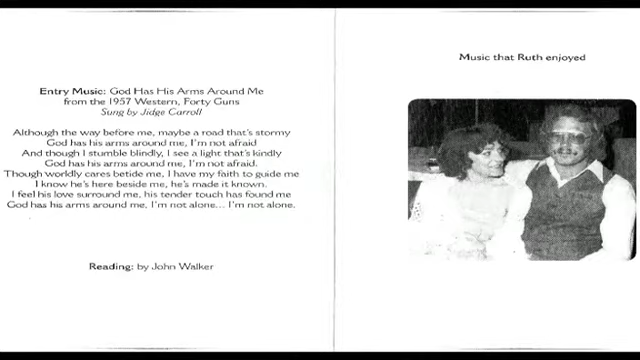 Entry Music: God Has His Arms Around Me
from the 1957 Western, Forty Guns
Sung by Jidge Carroll
Although the way before me, maybe a road that's stormy
God has his arms around me, I'm not afraid
And though I stumble blindly, I see a light that's kindly
God has his arms around me, I'm not afraid.
Though worldly cares betide me, I have my faith to guide me
I know he's here beside me, he's made it known.
I feel his love surround me, his tender touch has found me
God has his arms around me, I'm not alone... I'm not alone.
Reading: by John Walker
Music that Ruth enjoyed